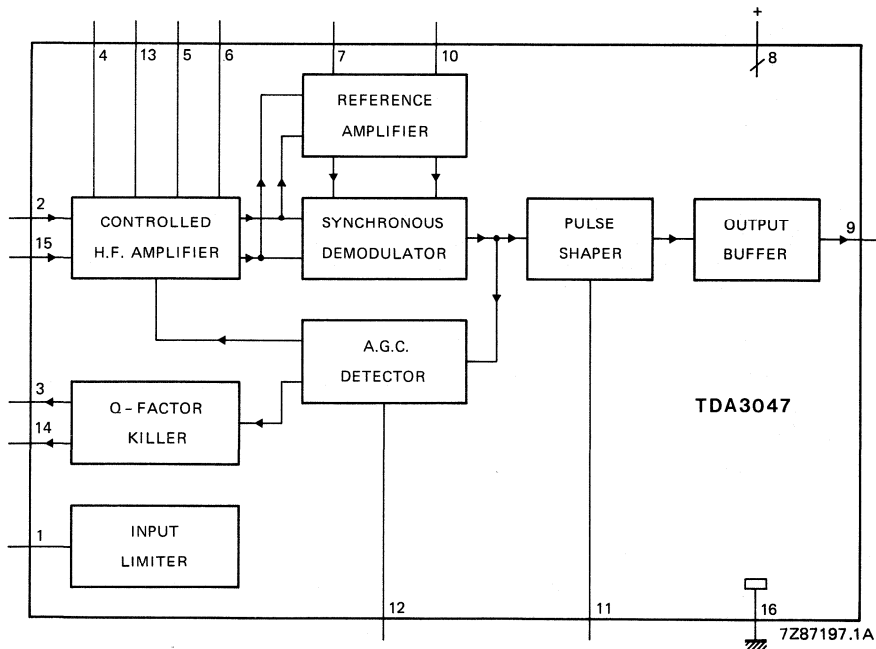 +
4
13
5
6
7
10
8
REFERENCE
AMPLIFIER
2
15
CONTROLLED
H.F. AMPLIFIER
SYNCHRONOUS
DEMODULATOR
PULSE
SHAPER
OUTPUT
BUFFER
9
A.G.C.
DETECTOR
3
14
Q-FACTOR
KILLER
TDA3047
1
INPUT
LIMITER
12
11
16
7Z87197.1A